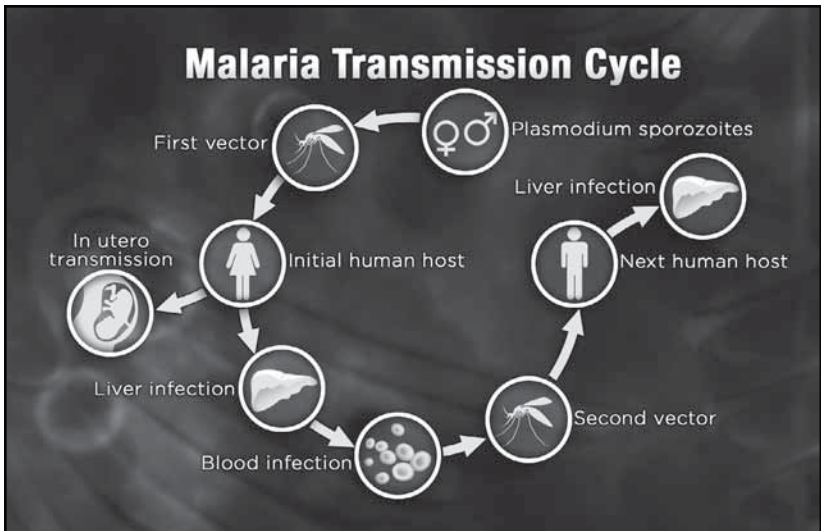 Malaria Transmission Cycle
First vector
Plasmodium sporozoites
Liver infection
In utero
transmission
Initial human host
Next human host
Liver infection
Second vector
Blood infection